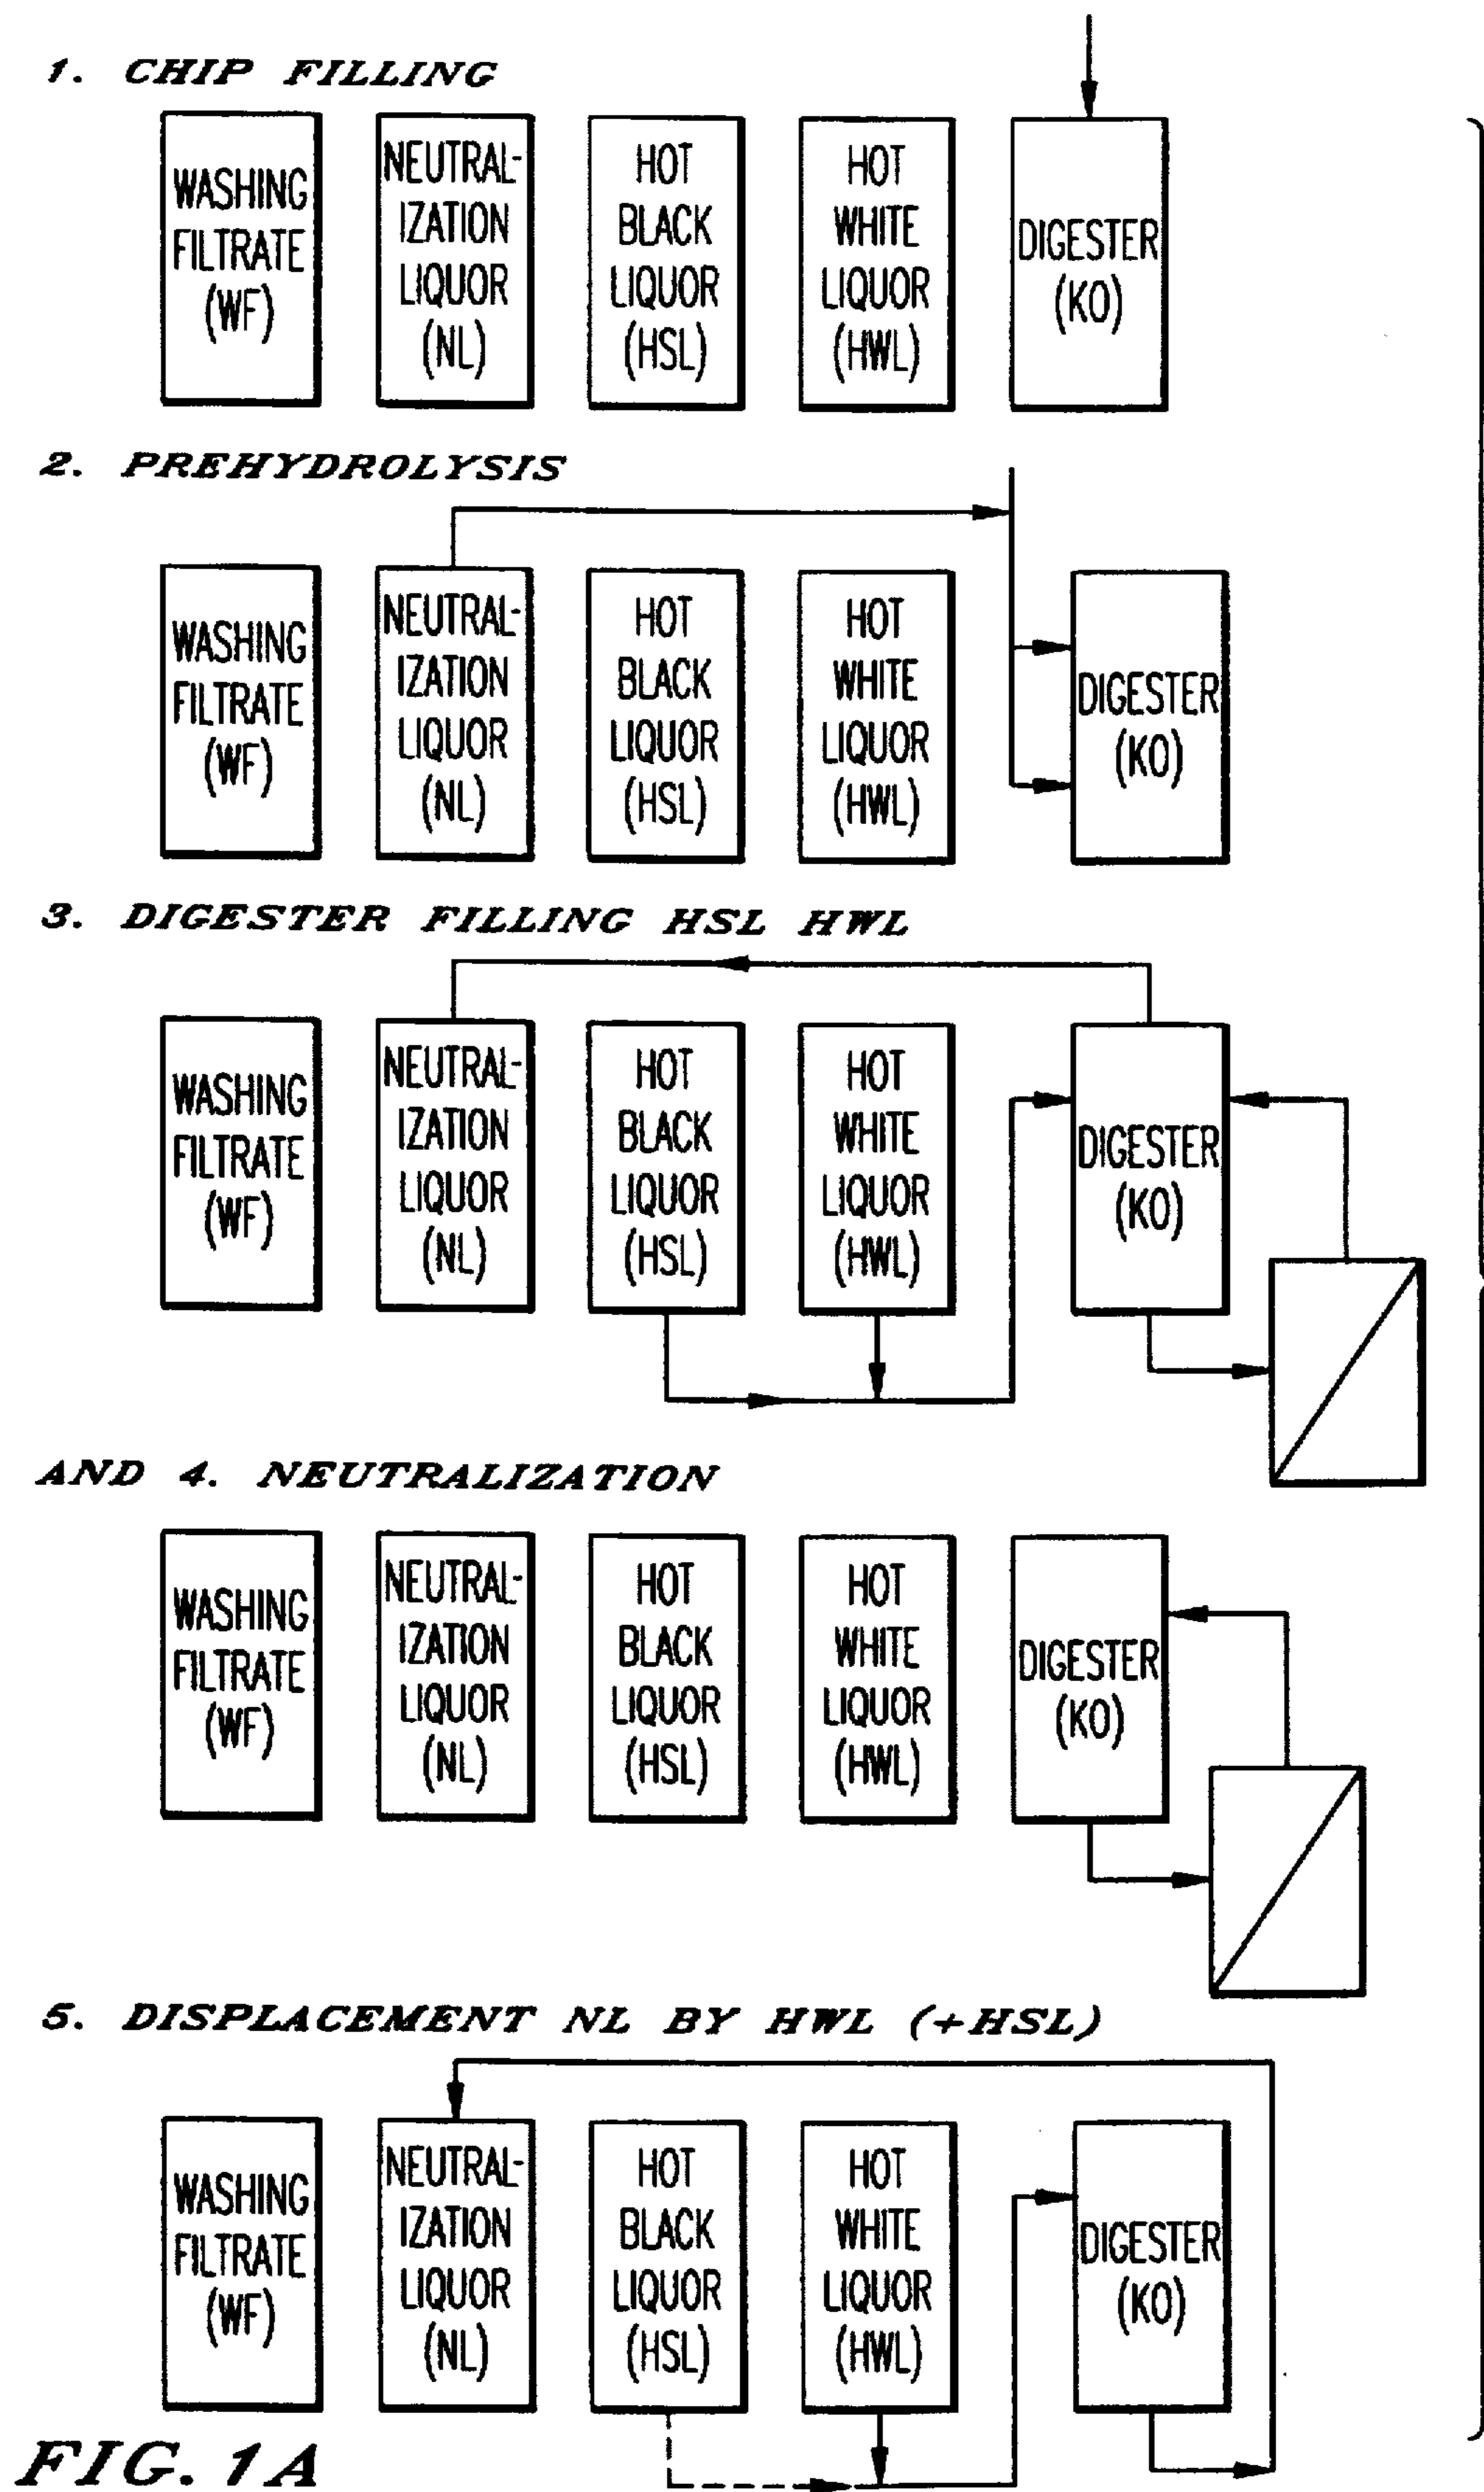 1. CHIP FILLING
WASHING
FILTRATE
(WF)
NEUTRAL-
IZATION
LIQUOR
(NL)
HOT
BLACK
LIQUOR
(HSL)
HOT
WHITE
LIQUOR
(HWL)
DIGESTER
(KO)
2. PREHYDROLYSIS
WASHING
FILTRATE
(WF)
NEUTRAL-
IZATION
LIQUOR
(NL)
HOT
BLACK
LIQUOR
(HSL)
HOT
WHITE
LIQUOR
(HWL)
DIGESTER
(KO)
3. DIGESTER FILLING HSL HWL
WASHING
FILTRATE
(WF)
NEUTRAL-
IZATION
LIQUOR
(NL)
HOT
BLACK
LIQUOR
(HSL)
HOT
WHITE
LIQUOR
(HWL)
DIGESTER
(KO)
AND 4. NEUTRALIZATION
WASHING
FILTRATE
(WF)
NEUTRAL-
IZATION
LIQUOR
(NL)
HOT
BLACK
LIQUOR
(HSL)
HOT
WHITE
LIQUOR
(HWL)
DIGESTER
(KO)
5. DISPLACEMENT NL BY HWL (+HSL)
WASHING
FILTRATE
(WF)
NEUTRAL-
IZATION
LIQUOR
(NL)
HOT
BLACK
LIQUOR
(HSL)
HOT
WHITE
LIQUOR
(HWL)
DIGESTER
(KO)
FIG. 1A